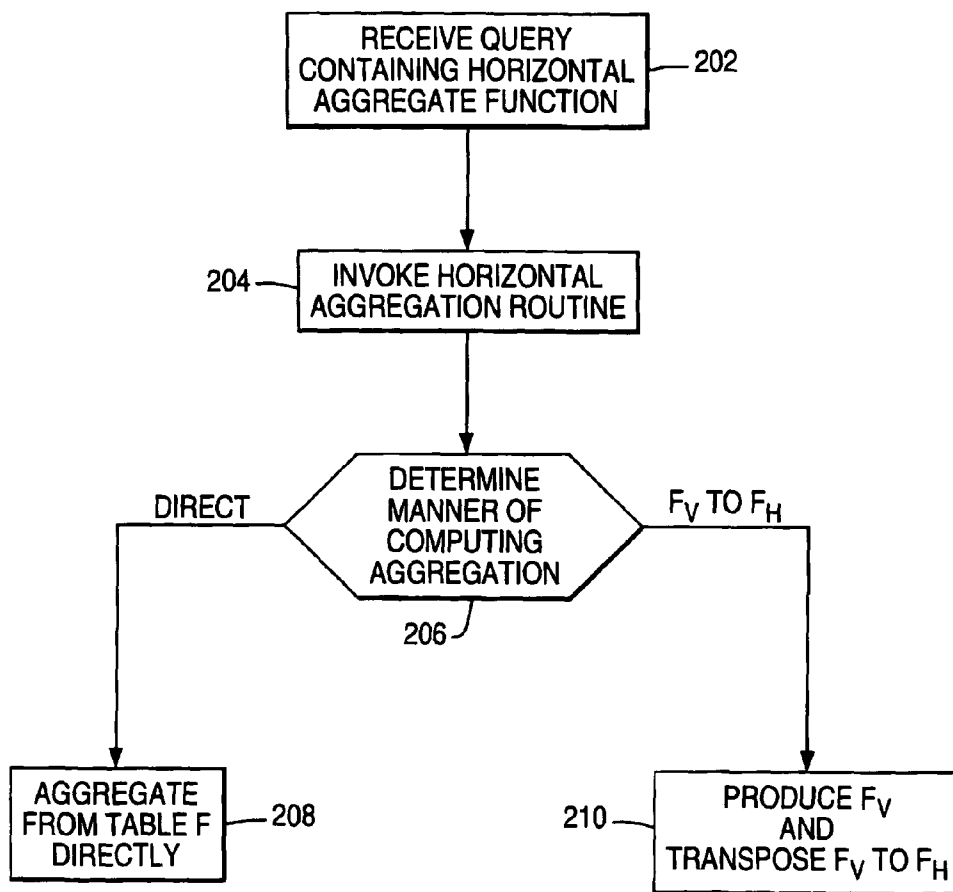 RECEIVE QUERY
CONTAINING HORIZONTAL
AGGREGATE FUNCTION
202
204
INVOKE HORIZONTAL
AGGREGATION ROUTINE
DIRECT
DETERMINE
MANNER OF
COMPUTING
AGGREGATION
FV TO FH
206
AGGREGATE
FROM TABLE F
DIRECTLY
208
210
PRODUCE FV
AND
TRANSPOSE FV TO FH